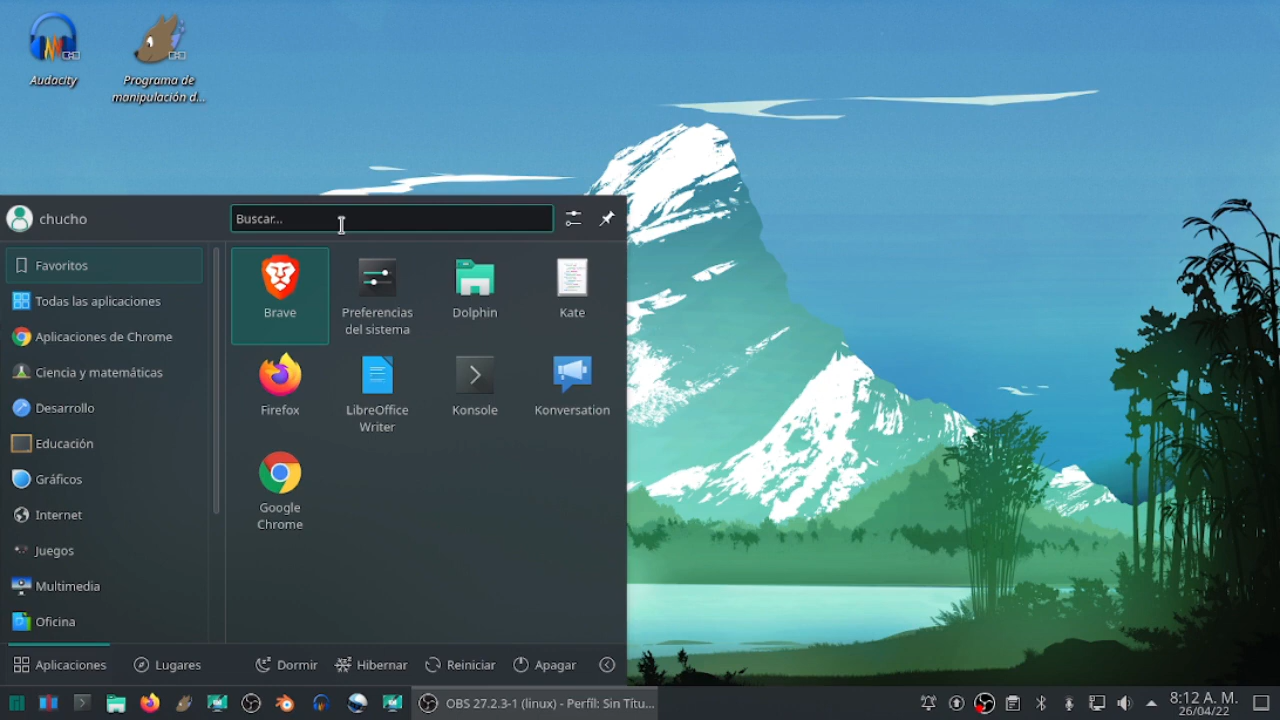 Audacity
Programa de
manipulación d...
chucho
Buscar...
Favoritos
Todas las aplicaciones
Aplicaciones de Chrome
Ciencia y matemáticas
Desarrollo
Educación
Gráficos
Internet
Juegos
Multimedia
Oficina
Brave
Preferencias
del sistema
Dolphin
Kate
Firefox
LibreOffice
Writer
Konsole
Konversation
Google
Chrome
Aplicaciones
Lugares
Dormir
Hibernar
Reiniciar
Apagar
OBS 27.2.3-1 (linux) - Perfil: Sin Títu...
8:12 A. M.
26/04/22